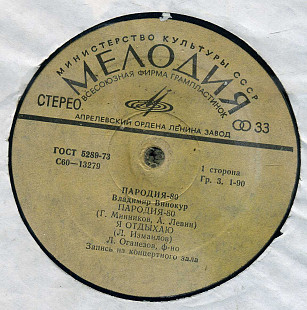 МИНИСТЕРСТВО КУЛЬТУРЫ СССР
МЕЛОДИЯ
ВСЕСОЮЗНАЯ ФИРМА ГРАМПЛАСТИНОК
СТЕРЕО
33
АПРЕЛЕВСКИЙ ОРДЕНА ЛЕНИНА ЗАВОД
ГОСТ 5289-73
С60—13279
1 сторона
Гр. 3. 1-90
ПАРОДИЯ-80
Владимир Винокур
ПАРОДИЯ-80
(Г. Минников, А. Левин)
Я ОТДЫХАЮ
(Л. Измайлов)
Л. Оганезов, ф-но
Запись из концертного зала